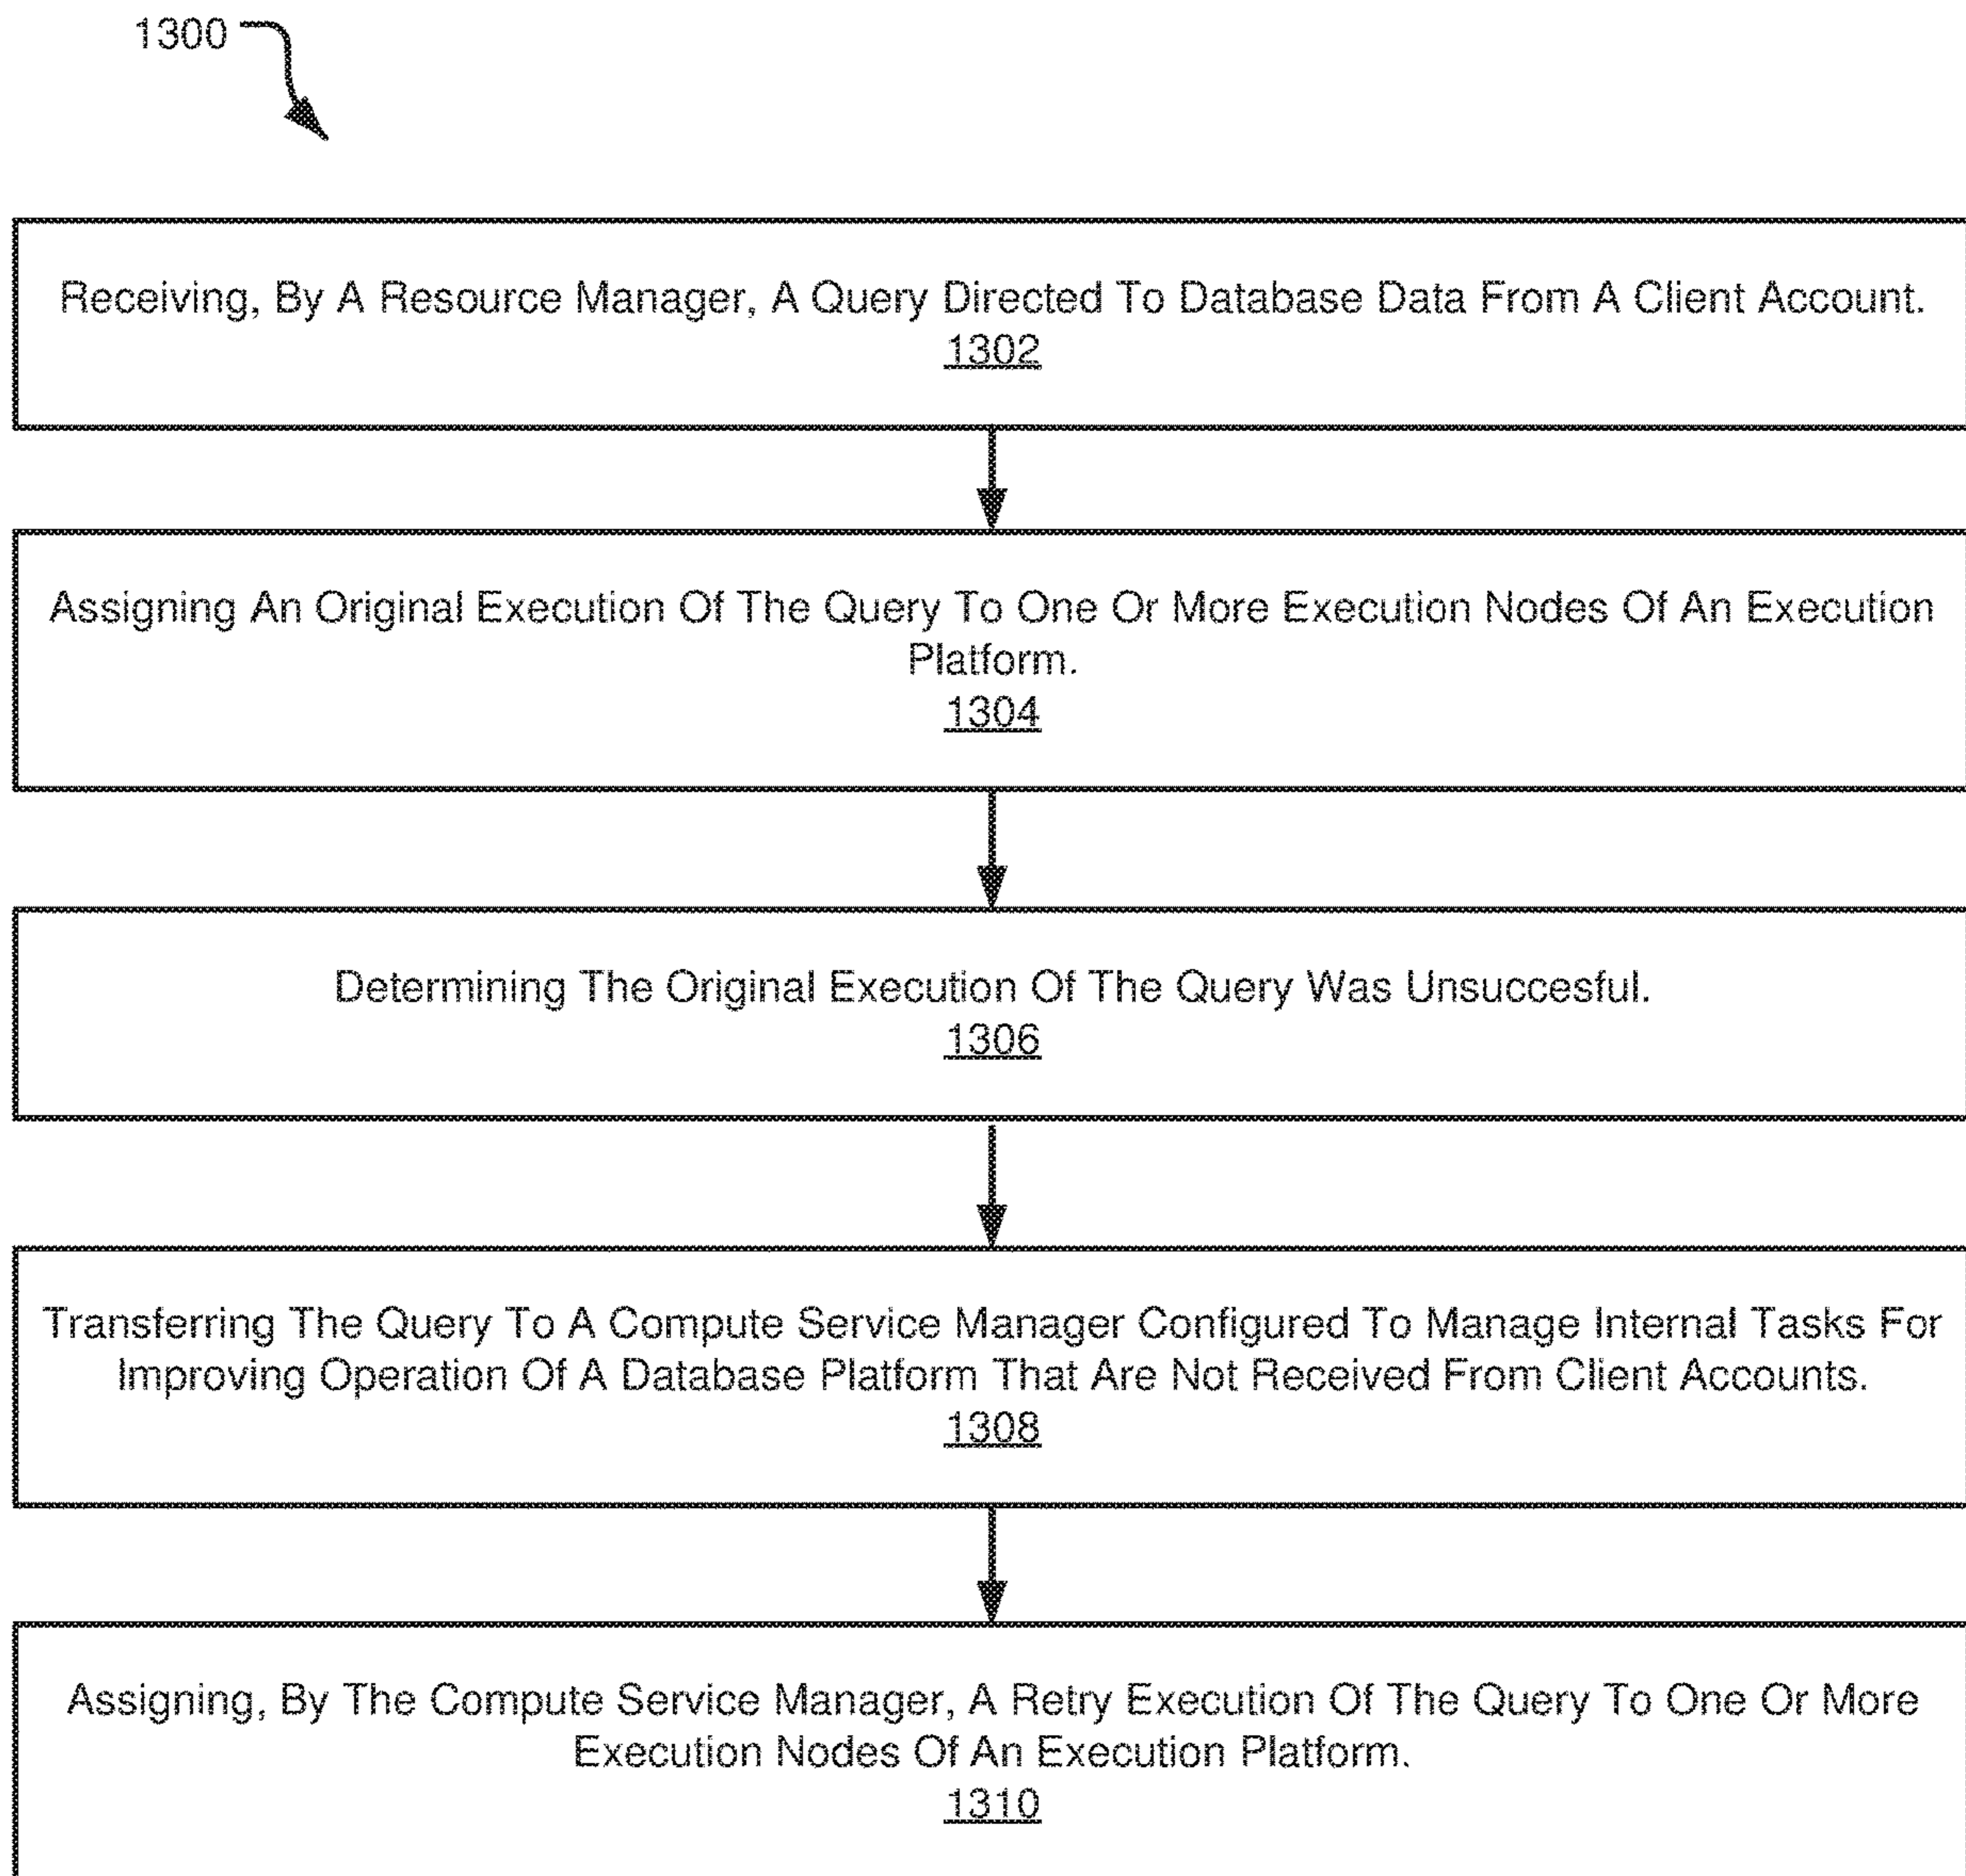 1300
Receiving, By A Resource Manager, A Query Directed To Database Data From A Client Account.
1302
Assigning An Original Execution Of The Query To One Or More Execution Nodes Of An Execution
Platform.
1304
Determining The Original Execution Of The Query Was Unsuccesful.
1306
Transferring The Query To A Compute Service Manager Configured To Manage Internal Tasks For
Improving Operation Of A Database Platform That Are Not Received From Client Accounts.
1308
Assigning, By The Compute Service Manager, A Retry Execution Of The Query To One Or More
Execution Nodes Of An Execution Platform.
1310